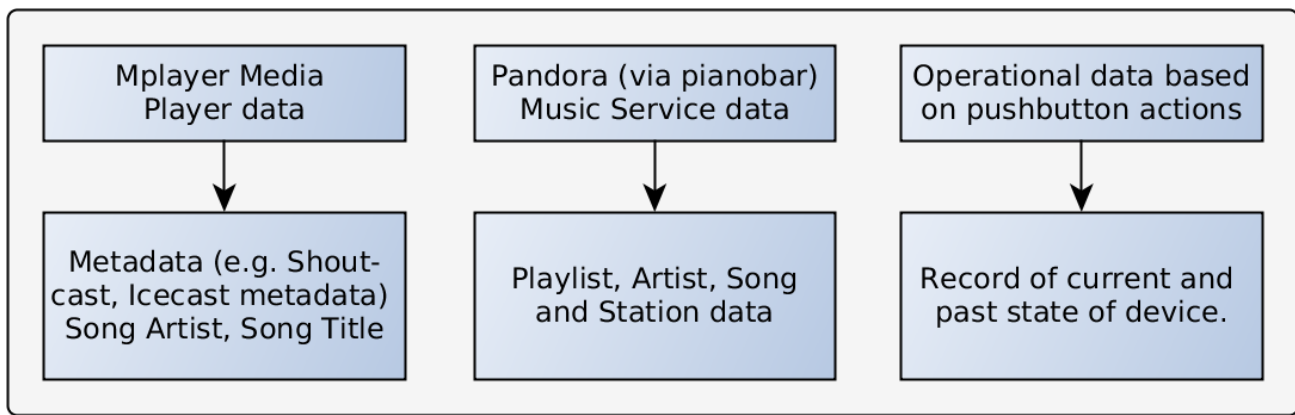 Mplayer Media
Player data
Pandora (via pianobar)
Music Service data
Operational data based
on pushbutton actions
Metadata (e.g. Shout-
cast, Icecast metadata)
Song Artist, Song Title
Playlist, Artist, Song
and Station data
Record of current and
past state of device.